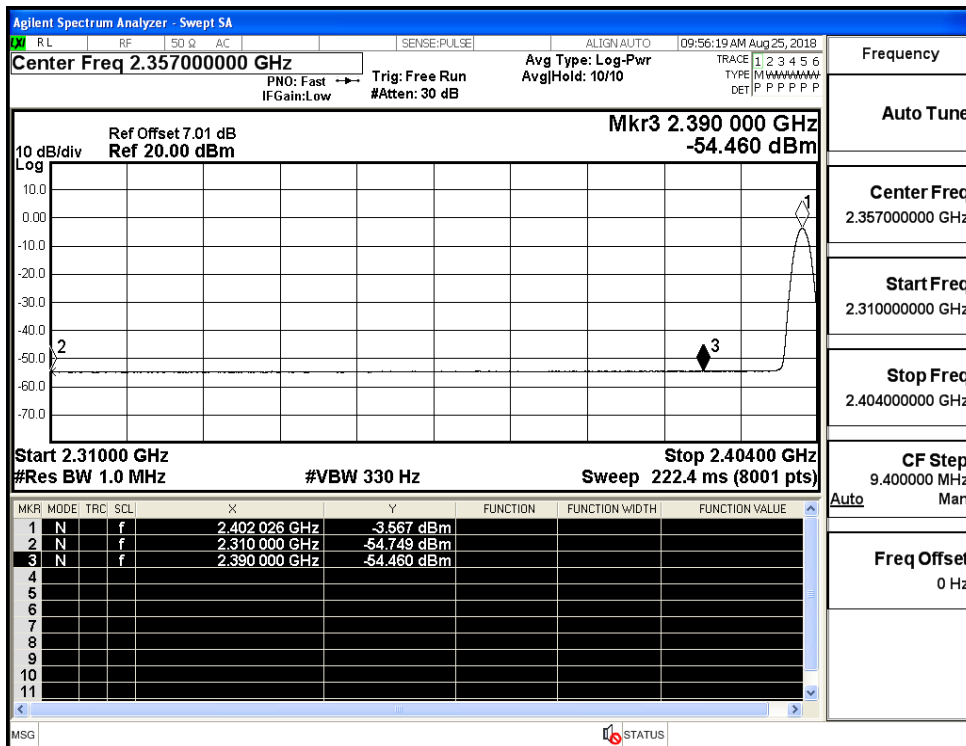 Agilent Spectrum Analyzer - Swept SA
LXI RL RF 50 Ω AC SENSE:PULSE ALIGN AUTO 09:56:19 AM Aug 25, 2018
Center Freq 2.357000000 GHz
PNO: Fast
IFGain:Low
Trig: Free Run
#Atten: 30 dB
Avg Type: Log-Pwr
Avg|Hold: 10/10
TRACE 1 2 3 4 5 6
TYPE M WWWWW
DET P P P P P P
Ref Offset 7.01 dB
10 dB/div Ref 20.00 dBm
Log
Mkr3 2.390 000 GHz
-54.460 dBm
10.0
0.00
-10.0
-20.0
-30.0
-40.0
-50.0
-60.0
-70.0
1
2
3
Start 2.31000 GHz Stop 2.40400 GHz
#Res BW 1.0 MHz #VBW 330 Hz Sweep 222.4 ms (8001 pts)
MKR MODE TRC SCL X Y FUNCTION FUNCTION WIDTH FUNCTION VALUE
1 N f 2.402 026 GHz -3.567 dBm
2 N f 2.310 000 GHz -54.749 dBm
3 N f 2.390 000 GHz -54.460 dBm
4
5
6
7
8
9
10
11
MSG STATUS
Frequency
Auto Tune
Center Freq
2.357000000 GHz
Start Freq
2.310000000 GHz
Stop Freq
2.404000000 GHz
CF Step
9.400000 MHz
Auto Man
Freq Offset
0 Hz